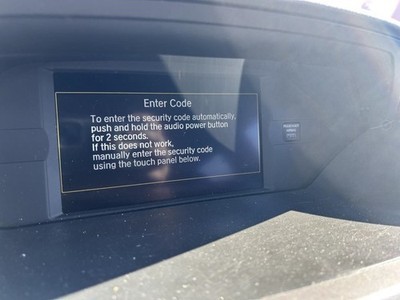 Enter Code
To enter the security code automatically,
push and hold the audio power button
for 2 seconds.
If this does not work,
manually enter the security code
using the touch panel below.